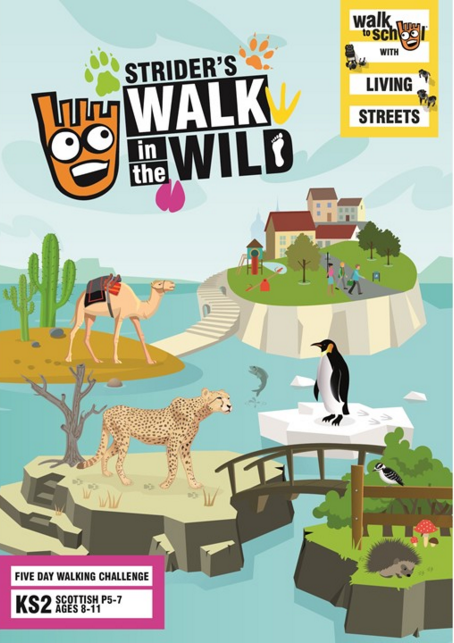 STRIDER'S
WALK
in
the WILD
walk
to school
WITH
LIVING
STREETS
FIVE DAY WALKING CHALLENGE
KS2 SCOTTISH P5-7
AGES 8-11